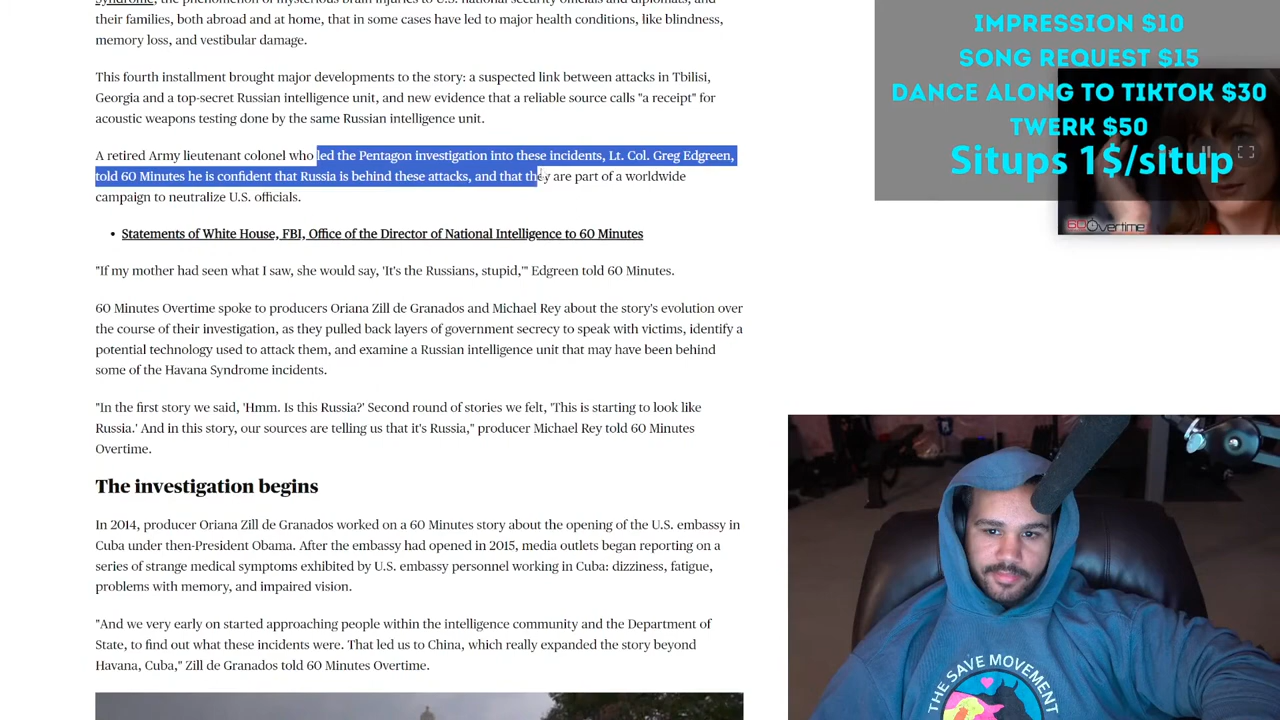 Syndrome, the phenomenon of mysterious brain injuries to U.S. national security officials and diplomats, and
their families, both abroad and at home, that in some cases have led to major health conditions, like blindness,
memory loss, and vestibular damage.
This fourth installment brought major developments to the story: a suspected link between attacks in Tbilisi,
Georgia and a top-secret Russian intelligence unit, and new evidence that a reliable source calls "a receipt" for
acoustic weapons testing done by the same Russian intelligence unit.
A retired Army lieutenant colonel who led the Pentagon investigation into these incidents, Lt. Col. Greg Edgreen,
told 60 Minutes he is confident that Russia is behind these attacks, and that they are part of a worldwide
campaign to neutralize U.S. officials.
• Statements of White House, FBI, Office of the Director of National Intelligence to 60 Minutes
"If my mother had seen what I saw, she would say, 'It's the Russians, stupid,'" Edgreen told 60 Minutes.
60 Minutes Overtime spoke to producers Oriana Zill de Granados and Michael Rey about the story's evolution over
the course of their investigation, as they pulled back layers of government secrecy to speak with victims, identify a
potential technology used to attack them, and examine a Russian intelligence unit that may have been behind
some of the Havana Syndrome incidents.
"In the first story we said, 'Hmm. Is this Russia?' Second round of stories we felt, 'This is starting to look like
Russia.' And in this story, our sources are telling us that it's Russia," producer Michael Rey told 60 Minutes
Overtime.
The investigation begins
In 2014, producer Oriana Zill de Granados worked on a 60 Minutes story about the opening of the U.S. embassy in
Cuba under then-President Obama. After the embassy had opened in 2015, media outlets began reporting on a
series of strange medical symptoms exhibited by U.S. embassy personnel working in Cuba: dizziness, fatigue,
problems with memory, and impaired vision.
"And we very early on started approaching people within the intelligence community and the Department of
State, to find out what these incidents were. That led us to China, which really expanded the story beyond
Havana, Cuba," Zill de Granados told 60 Minutes Overtime.
IMPRESSION $10
SONG REQUEST $15
DANCE ALONG TO TIKTOK $30
TWERK $50
Situps 1$/situp
60 Overtime
THE SAVE MOVEMENT